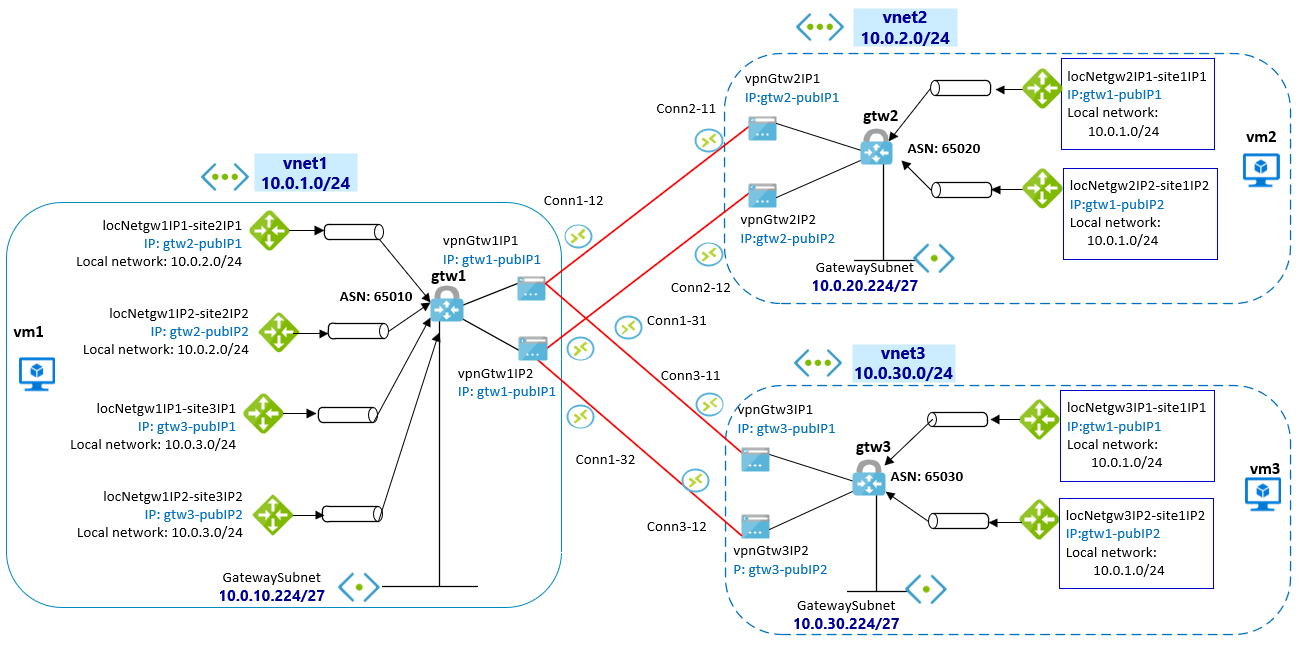 vnet2
10.0.2.0/24
vpnGtw2IP1
IP:gtw2-pubIP1
Conn2-11
gtw2
ASN: 65020
locNetgw2IP1-site1IP1
IP:gtw1-pubIP1
Local network:
10.0.1.0/24
vm2
locNetgw2IP2-site1IP2
IP:gtw1-pubIP2
Local network:
10.0.1.0/24
vpnGtw2IP2
IP:gtw2-pubIP2
Conn2-12
GatewaySubnet
10.0.20.224/27
vnet1
10.0.1.0/24
Conn1-12
locNetgw1IP1-site2IP1
IP: gtw2-pubIP1
Local network: 10.0.2.0/24
vpnGtw1IP1
IP: gtw1-pubIP1
gtw1
ASN: 65010
locNetgw1IP2-site2IP2
IP: gtw2-pubIP2
Local network: 10.0.2.0/24
vm1
vpnGtw1IP2
IP: gtw1-pubIP1
locNetgw1IP1-site3IP1
IP: gtw3-pubIP1
Local network: 10.0.3.0/24
locNetgw1IP2-site3IP2
IP: gtw3-pubIP2
Local network: 10.0.3.0/24
GatewaySubnet
10.0.10.224/27
Conn1-31
Conn3-11
Conn1-32
Conn3-12
vnet3
10.0.30.0/24
vpnGtw3IP1
IP: gtw3-pubIP1
gtw3
ASN: 65030
locNetgw3IP1-site1IP1
IP:gtw1-pubIP1
Local network:
10.0.1.0/24
vm3
locNetgw3IP2-site1IP2
IP:gtw1-pubIP2
Local network:
10.0.1.0/24
vpnGtw3IP2
P: gtw3-pubIP2
GatewaySubnet
10.0.30.224/27